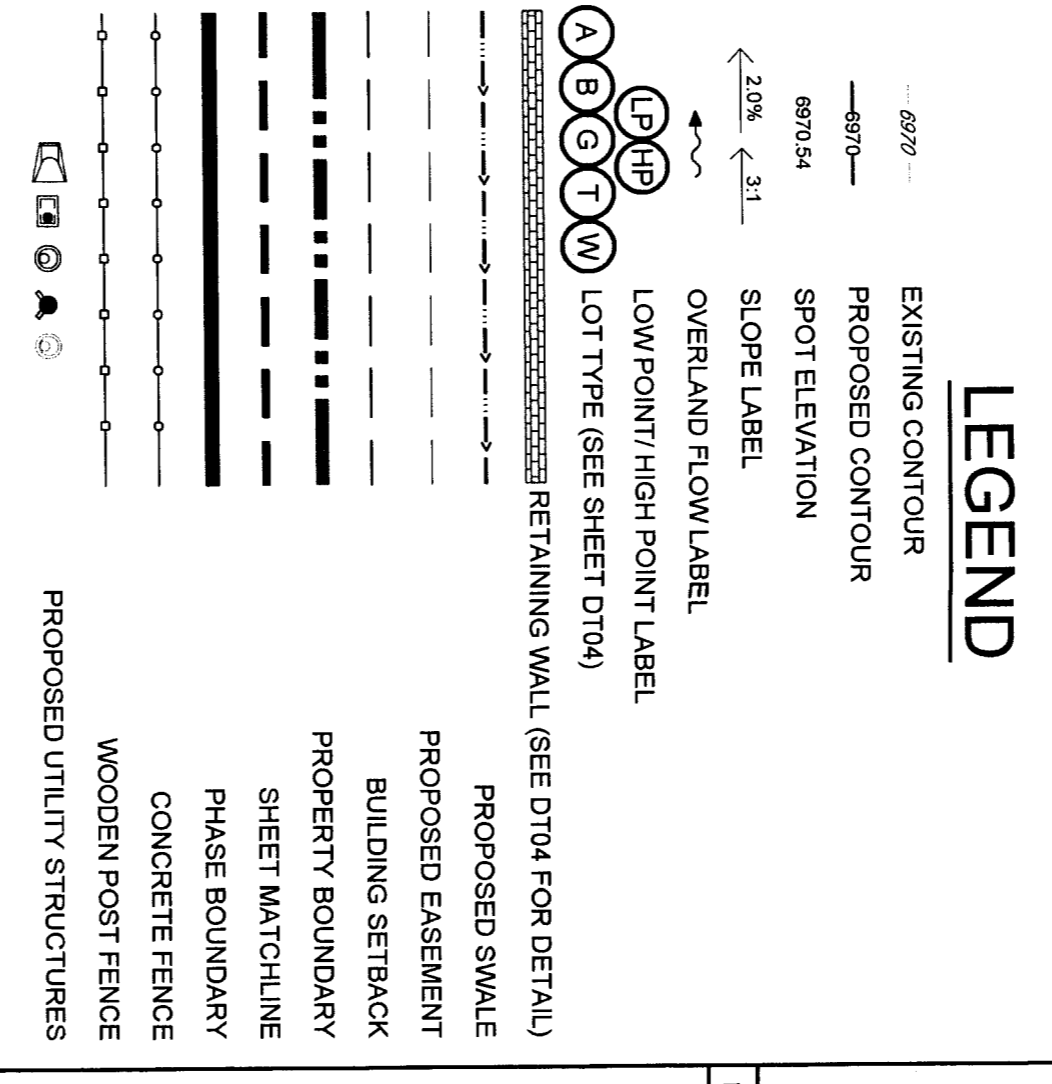 LEGEND
6970 EXISTING CONTOUR
6970 PROPOSED CONTOUR
6970.54 SPOT ELEVATION
2.0% 3:1 SLOPE LABEL
OVERLAND FLOW LABEL
LP HP LOW POINT/ HIGH POINT LABEL
A B G T W LOT TYPE (SEE SHEET DT04)
RETAINING WALL (SEE DT04 FOR DETAIL)
PROPOSED SWALE
PROPOSED EASEMENT
BUILDING SETBACK
PROPERTY BOUNDARY
SHEET MATCHLINE
PHASE BOUNDARY
CONCRETE FENCE
WOODEN POST FENCE
PROPOSED UTILITY STRUCTURES